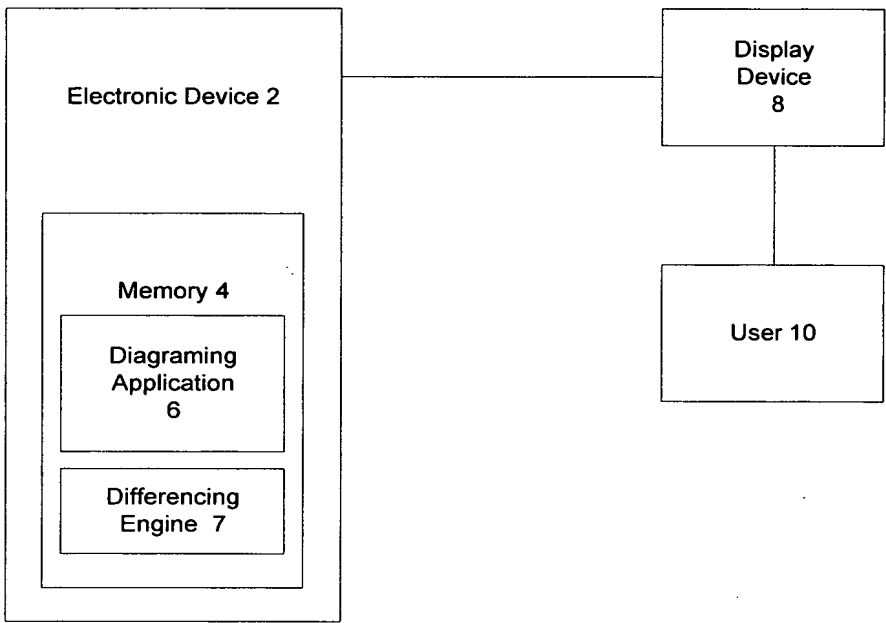 Electronic Device 2
Memory 4
Diagraming
Application
6
Differencing
Engine 7
Display
Device
8
User 10